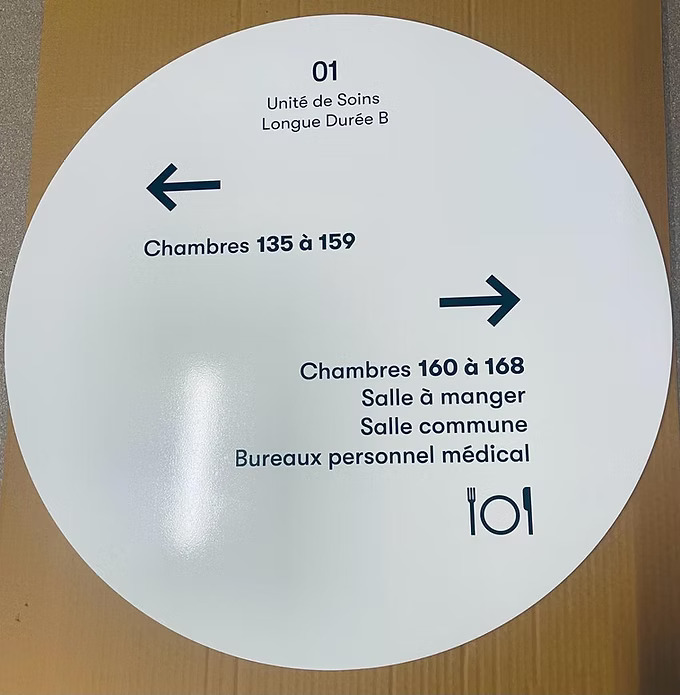 01
Unité de Soins
Longue Durée B
Chambres 135 à 159
Chambres 160 à 168
Salle à manger
Salle commune
Bureaux personnel médical